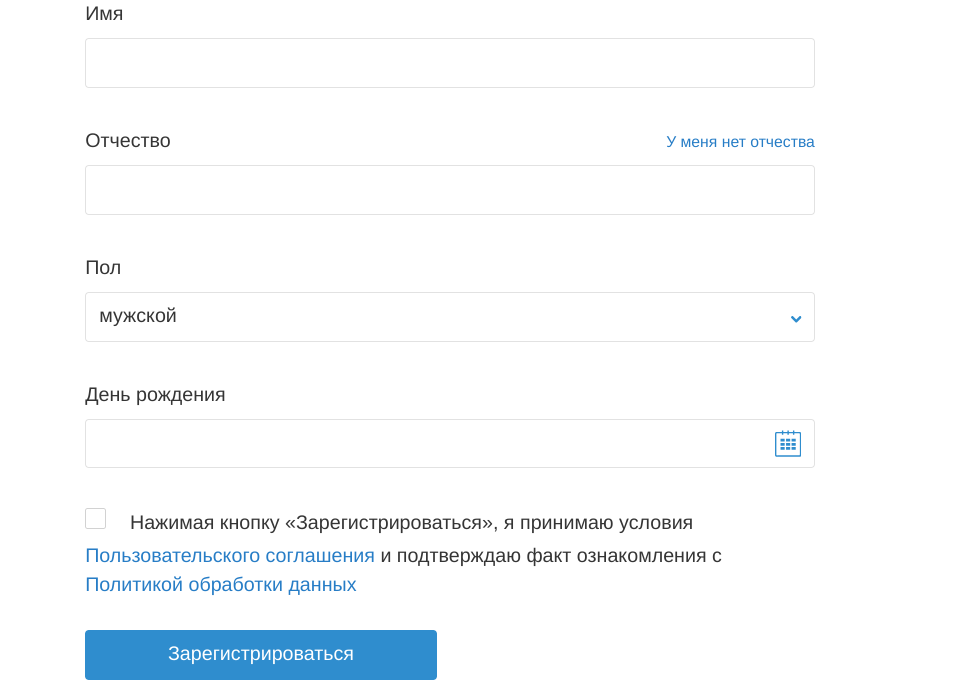 Имя
Отчество
У меня нет отчества
Пол
мужской
День рождения
Нажимая кнопку «Зарегистрироваться», я принимаю условия
Пользовательского соглашения и подтверждаю факт ознакомления с
Политикой обработки данных
Зарегистрироваться